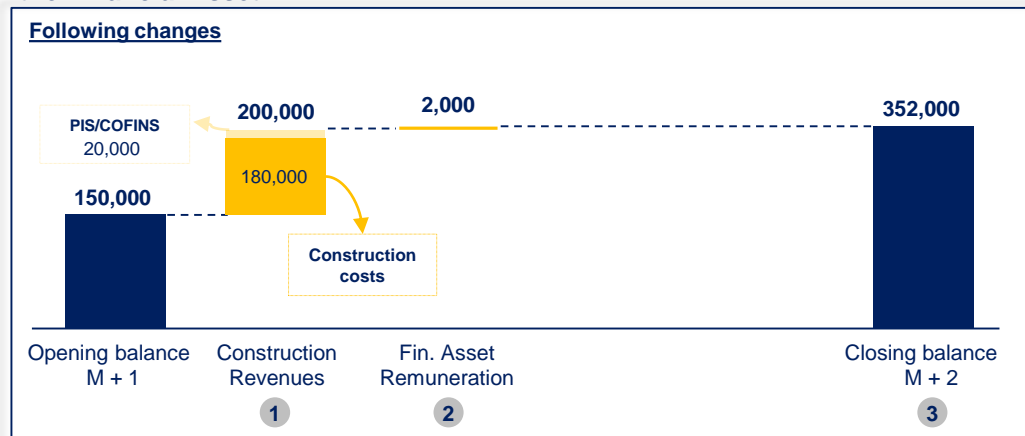 Following changes
200,000
2,000
352,000
PIS/COFINS
20,000
180,000
150,000
Construction
costs
Opening balance
M + 1
Construction
Revenues
Fin. Asset
Remuneration
Closing balance
M + 2
1
2
3